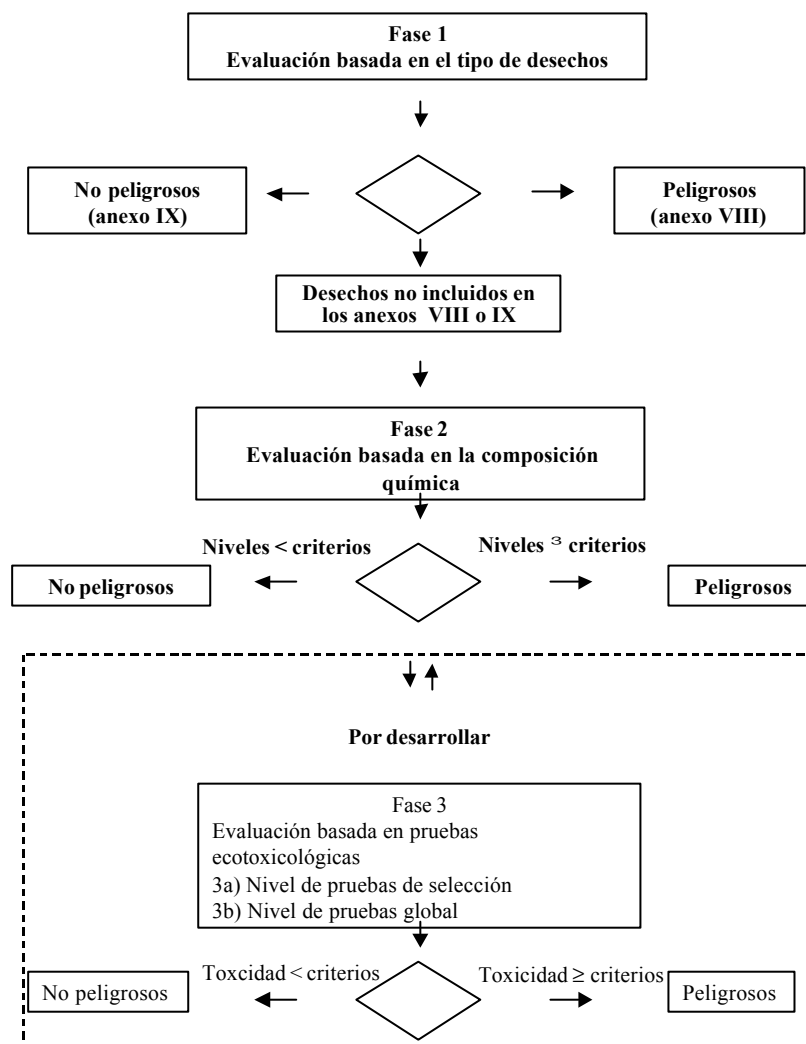 Fase 1
Evaluación basada en el tipo de desechos
No peligrosos
(anexo IX)
Peligrosos
(anexo VIII)
Desechos no incluidos en
los anexos VIII o IX
Fase 2
Evaluación basada en la composición
química
Niveles < criterios
Niveles ³ criterios
No peligrosos
Peligrosos
Por desarrollar
Fase 3
Evaluación basada en pruebas
ecotoxicológicas
3a) Nivel de pruebas de selección
3b) Nivel de pruebas global
Toxcidad < criterios
Toxicidad ≥ criterios
No peligrosos
Peligrosos